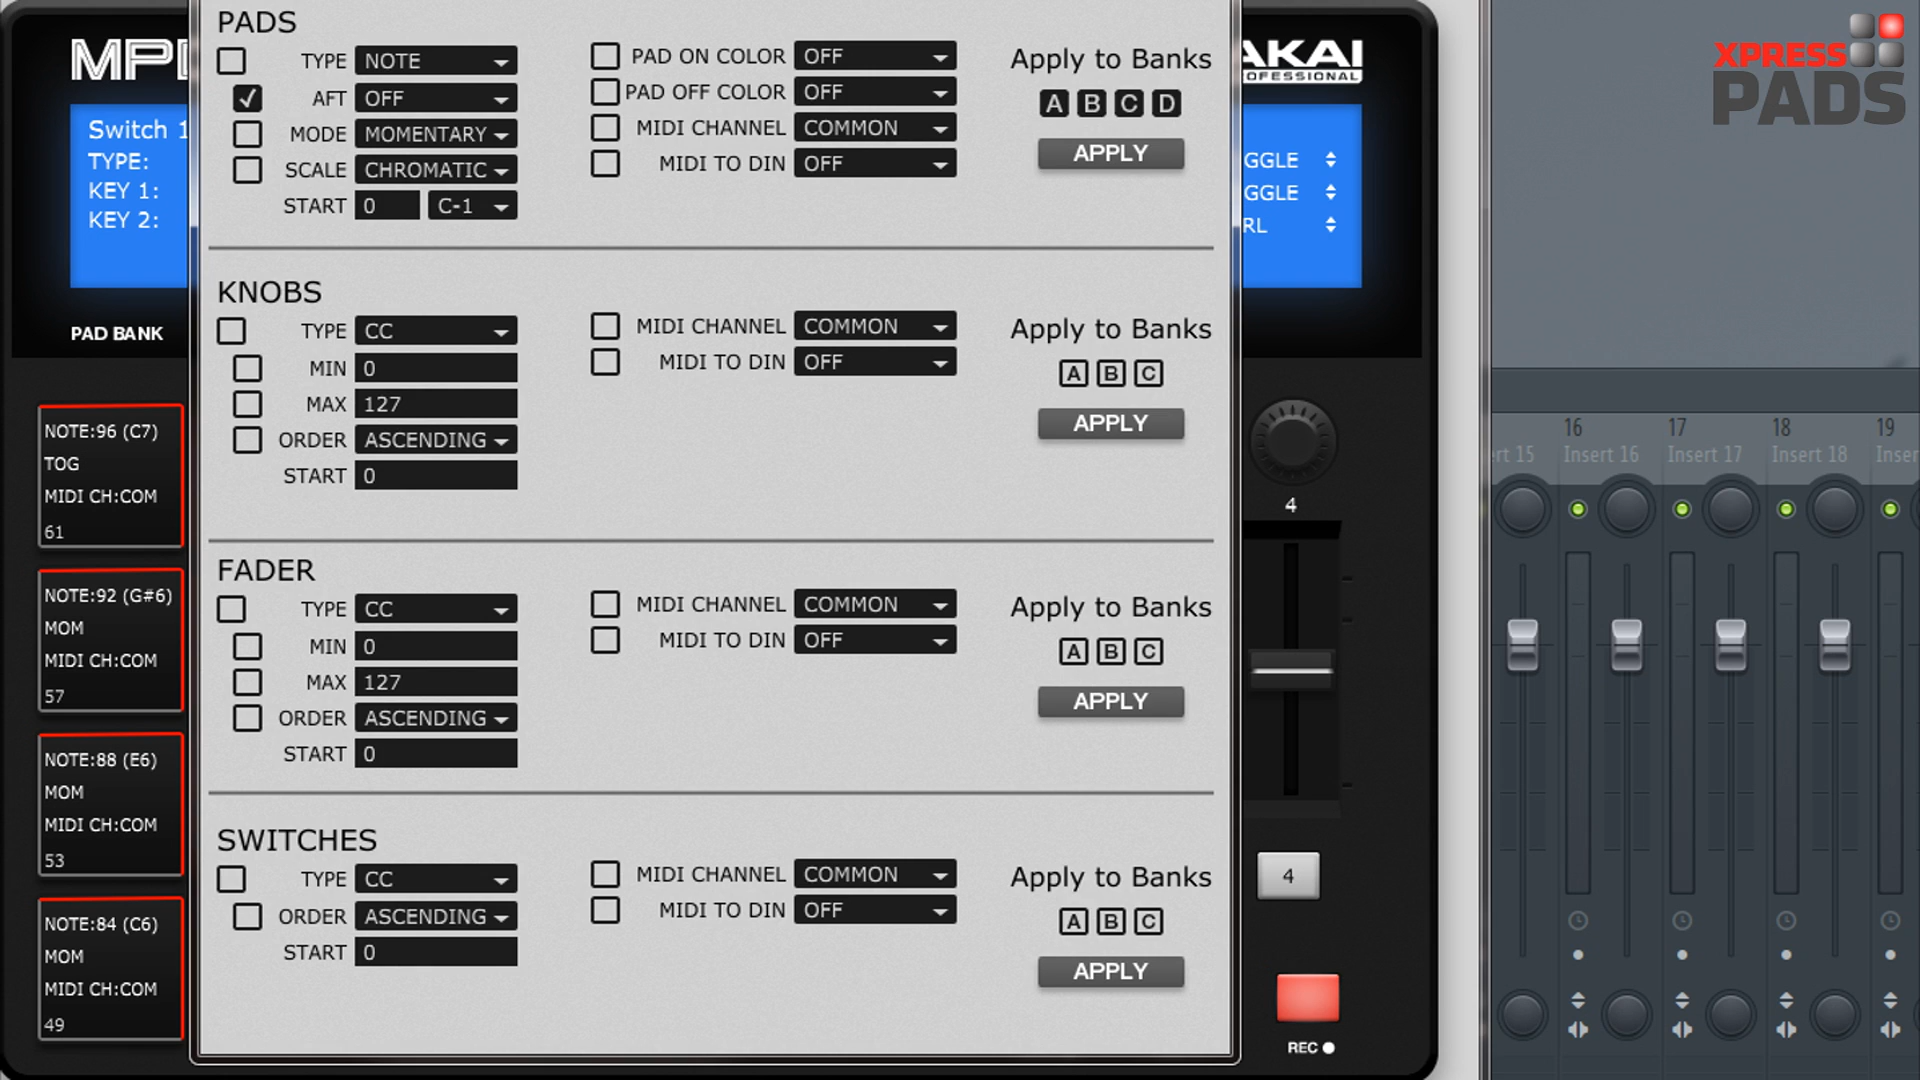 MPD
Switch 1
TYPE:
KEY 1:
KEY 2:
PAD BANK
NOTE:96 (C7)
TOG
MIDI CH:COM
61
NOTE:92 (G#6)
MOM
MIDI CH:COM
57
NOTE:88 (E6)
MOM
MIDI CH:COM
53
NOTE:84 (C6)
MOM
MIDI CH:COM
49
PADS
TYPE NOTE
AFT OFF
MODE MOMENTARY
SCALE CHROMATIC
START 0 C-1
PAD ON COLOR OFF
PAD OFF COLOR OFF
MIDI CHANNEL COMMON
MIDI TO DIN OFF
Apply to Banks
A B C D
APPLY
KNOBS
TYPE CC
MIN 0
MAX 127
ORDER ASCENDING
START 0
MIDI CHANNEL COMMON
MIDI TO DIN OFF
Apply to Banks
A B C
APPLY
FADER
TYPE CC
MIN 0
MAX 127
ORDER ASCENDING
START 0
MIDI CHANNEL COMMON
MIDI TO DIN OFF
Apply to Banks
A B C
APPLY
SWITCHES
TYPE CC
ORDER ASCENDING
START 0
MIDI CHANNEL COMMON
MIDI TO DIN OFF
Apply to Banks
A B C
APPLY
AKAI
OFESSIONAL
GGLE
GGLE
RL
4
4
REC
XPRESS
PADS
16 17 18 19
ert 15 Insert 16 Insert 17 Insert 18 Inser